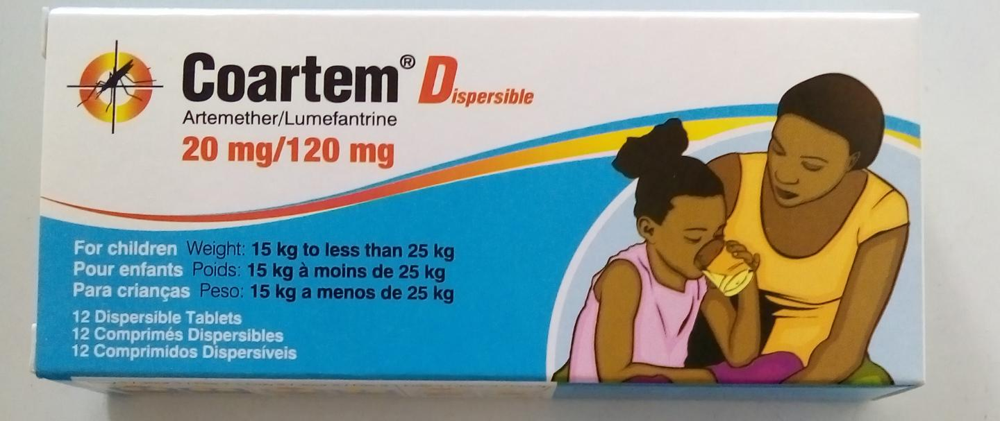 Coartem® Dispersible
Artemether/Lumefantrine
20 mg/120 mg
For children Weight: 15 kg to less than 25 kg
Pour enfants Poids: 15 kg à moins de 25 kg
Para crianças Peso: 15 kg a menos de 25 kg
12 Dispersible Tablets
12 Comprimés Dispersibles
12 Comprimidos Dispersíveis